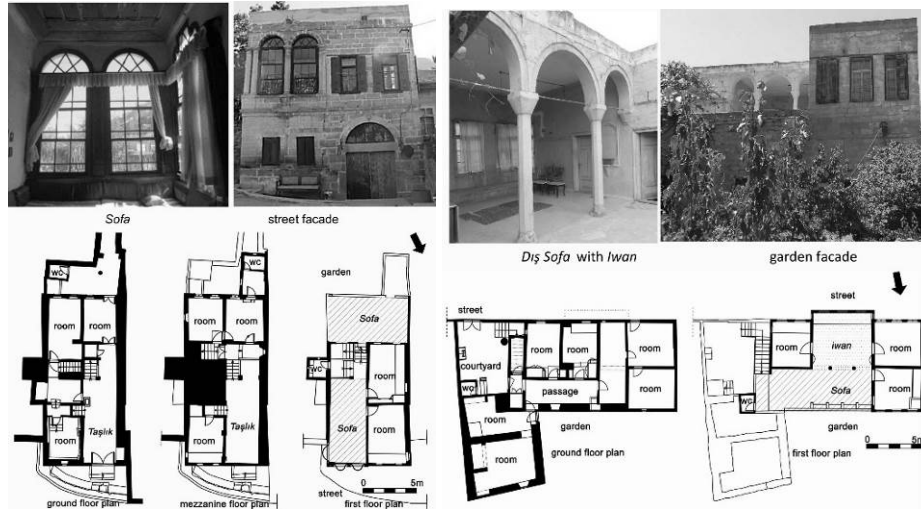 Sofa
street facade
wc
room
room
room
Taşlık
ground floor plan
wc
room
room
room
Taşlık
mezzanine floor plan
garden
Sofa
wc
room
Sofa
room
street
0 5m
first floor plan
Dış Sofa with Iwan
garden facade
street
courtyard
room
room
room
wc
passage
room
room
room
garden
ground floor plan
street
room
iwan
room
wc
Sofa
room
garden
0 5m
first floor plan